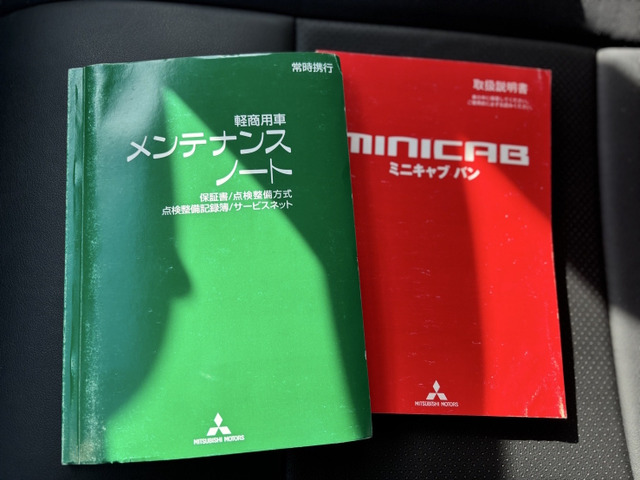 常時携行
軽商用車
メンテナンス
ノート
保証書/点検整備方式
点検整備記録簿/サービスネット
MITSUBISHI MOTORS
取扱説明書
MINICAB
ミニキャブ バン
MITSUBISHI MOTORS